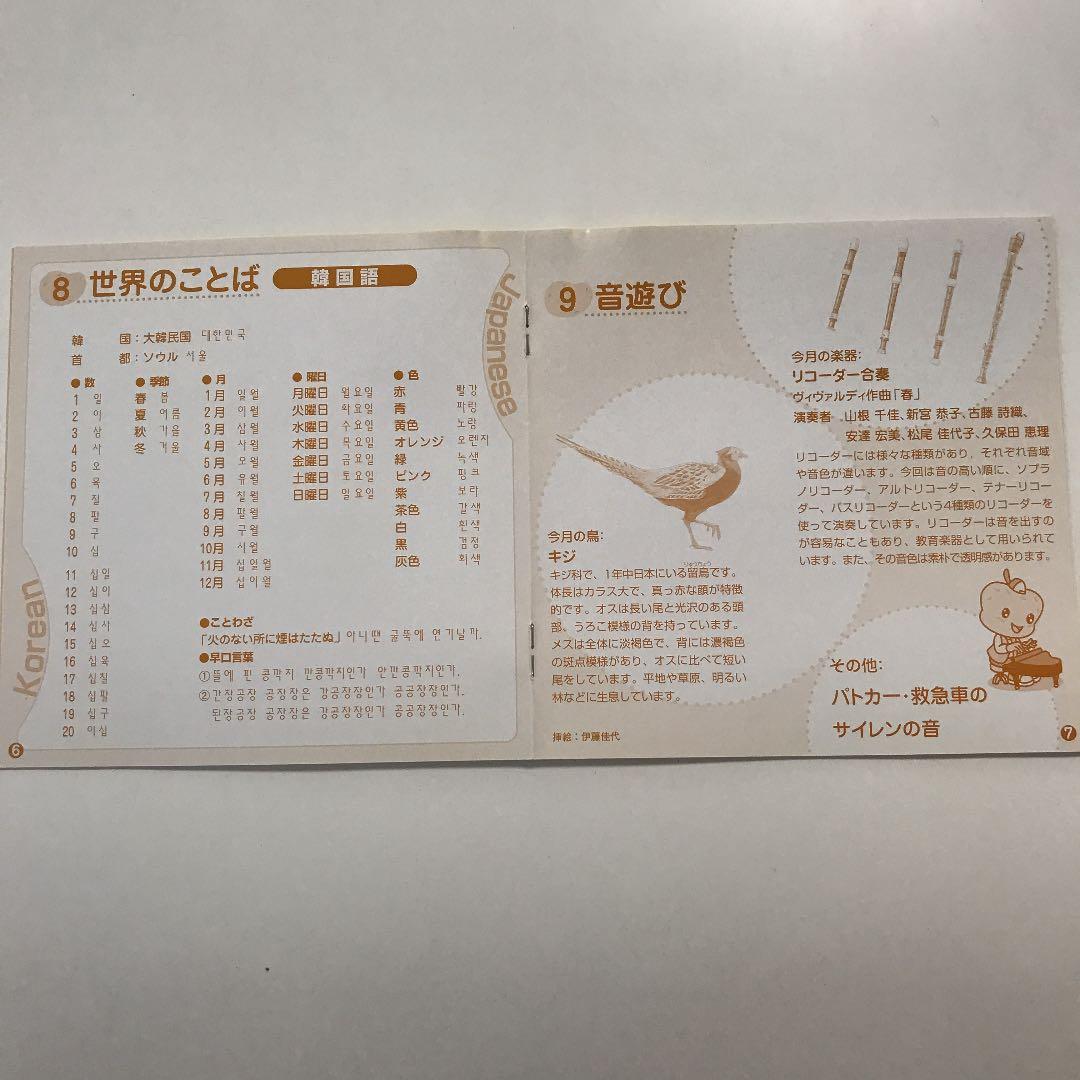 8 世界のことば 韓国語
Japanese
韓　国：大韓民国 대한민국
首　都：ソウル 서울
●数
1 일
2 이
3 삼
4 사
5 오
6 육
7 칠
8 팔
9 구
10 십
11 십일
12 십이
13 십삼
14 십사
15 십오
16 십육
17 십칠
18 십팔
19 십구
20 이십
●季節
春 봄
夏 여름
秋 가을
冬 겨울
●月
1月 일월
2月 이월
3月 삼월
4月 사월
5月 오월
6月 유월
7月 칠월
8月 팔월
9月 구월
10月 시월
11月 십일월
12月 십이월
●曜日
月曜日 월요일
火曜日 화요일
水曜日 수요일
木曜日 목요일
金曜日 금요일
土曜日 토요일
日曜日 일요일
●色
赤 빨강
青 파랑
黄色 노랑
オレンジ 오렌지
緑 녹색
ピンク 핑크
紫 보라
茶色 갈색
白 흰색
黒 검정
灰色 회색
●ことわざ
「火のない所に煙はたたぬ」아니땐 굴뚝에 연기날까.
●早口言葉
①뜰에 핀 콩깍지 깐콩깍지인가 안깐콩깍지인가.
②간장공장 공장장은 강공장장인가 공공장장인가.
된장공장 공장장은 강공장장인가 공공장장인가.
Korean
6
9 音遊び
今月の楽器：
リコーダー合奏
ヴィヴァルディ作曲「春」
演奏者 山根 千佳、新宮 恭子、古藤 詩織、
安達 宏美、松尾 佳代子、久保田 恵理
リコーダーには様々な種類があり、それぞれ音域
や音色が違います。今回は音の高い順に、ソプラ
ノリコーダー、アルトリコーダー、テナーリコー
ダー、バスリコーダーという4種類のリコーダーを
使って演奏しています。リコーダーは音を出すの
が容易なこともあり、教育楽器として用いられて
います。また、その音色は素朴で透明感があります。
今月の鳥：
キジ
りゅうちょう
キジ科で、1年中日本にいる留鳥です。
体長はカラス大で、真っ赤な顔が特徴
的です。オスは長い尾と光沢のある頭
部、うろこ模様の背を持っています。
メスは全体に淡褐色で、背には濃褐色
の斑点模様があり、オスに比べて短い
尾をしています。平地や草原、明るい
林などに生息しています。
挿絵：伊藤佳代
その他：
パトカー・救急車の
サイレンの音
7